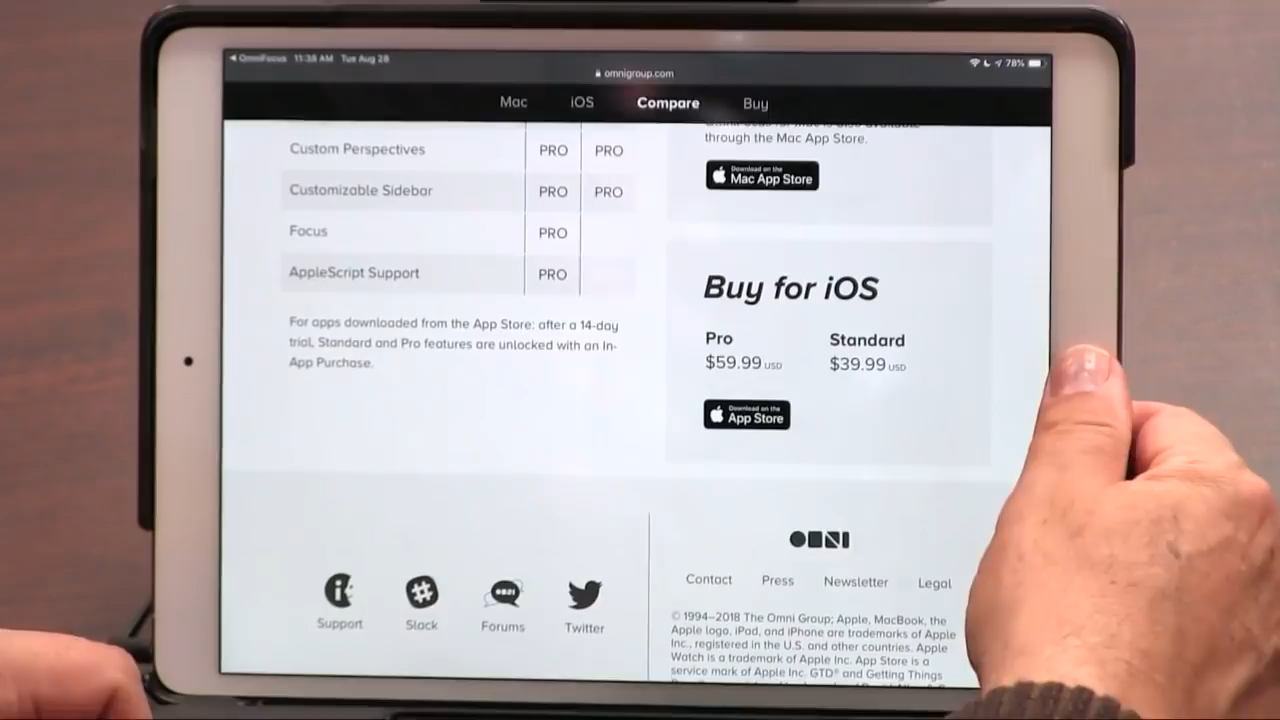 OmniFocus 11:38 AM Tue Aug 28
78%
omnigroup.com
Mac iOS Compare Buy
Custom Perspectives PRO PRO
Customizable Sidebar PRO PRO
Focus PRO
AppleScript Support PRO
For apps downloaded from the App Store: after a 14-day
trial, Standard and Pro features are unlocked with an In-
App Purchase.
through the Mac App Store.
Download on the
Mac App Store
Buy for iOS
Pro Standard
$59.99 USD $39.99 USD
Download on the
App Store
Support Slack Forums Twitter
OMNI
Contact Press Newsletter Legal
© 1994–2018 The Omni Group; Apple, MacBook, the
Apple logo, iPad, and iPhone are trademarks of Apple
Inc., registered in the U.S. and other countries. Apple
Watch is a trademark of Apple Inc. App Store is a
service mark of Apple Inc. GTD® and Getting Things